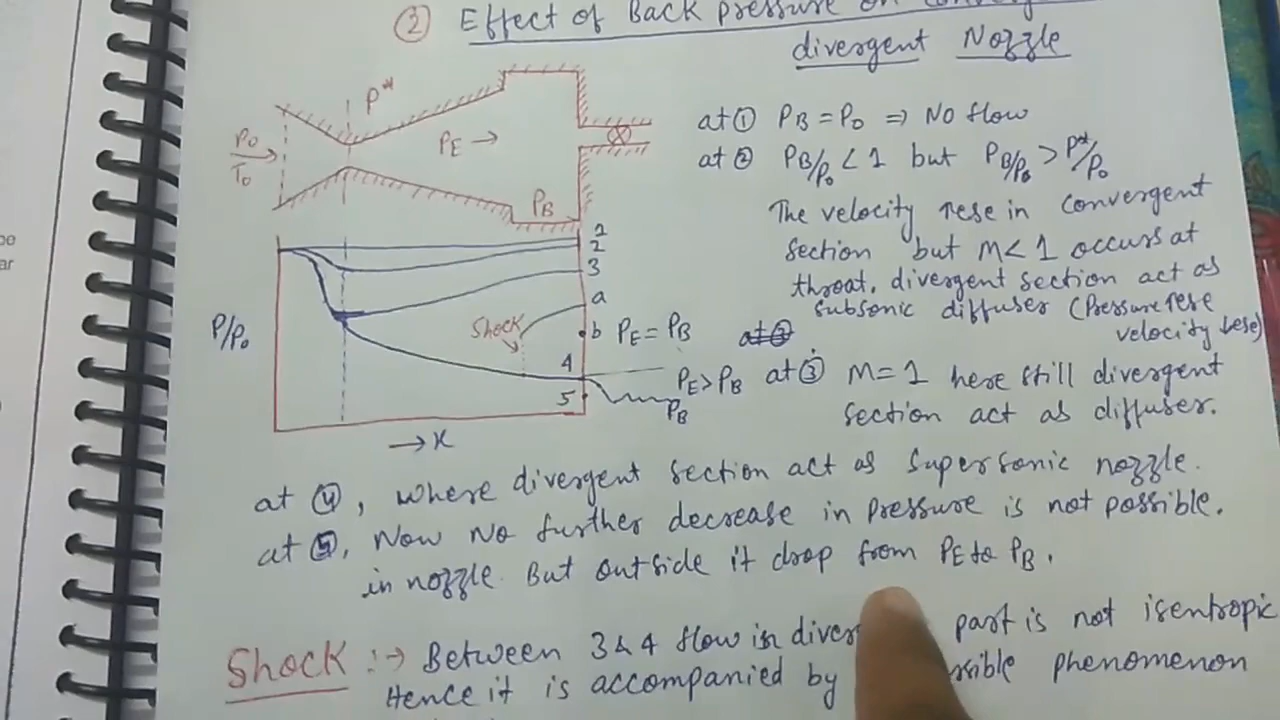 ② Effect of Back pressure on Converg
divergent Nozzle
P*
P0
T0
PE →
PB
at ① PB = P0 ⇒ No flow
at ② PB/P0 < 1 but PB/P0 > P*/P0
The velocity rese in convergent
section but M< 1 occurs at
throat, divergent section act as
subsonic diffuser (Pressure rese
velocity lese)
1
2
3
a
Shock
b PE = PB
P/P0
4
5
PE > PB
PB
→ x
at ③ M = 1 here still divergent
section act as diffuser.
at ④, where divergent section act as supersonic nozzle.
at ⑤, Now No further decrease in pressure is not possible.
in nozzle. But outside it drop from PE to PB.
Shock :→ Between 3 & 4 flow in diver part is not isentropic
Hence it is accompanied by sible phenomenon